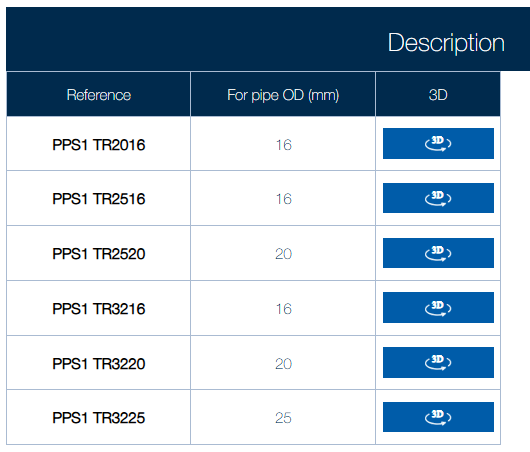 Description
Reference For pipe OD (mm) 3D
PPS1 TR2016 16 3D
PPS1 TR2516 16 3D
PPS1 TR2520 20 3D
PPS1 TR3216 16 3D
PPS1 TR3220 20 3D
PPS1 TR3225 25 3D